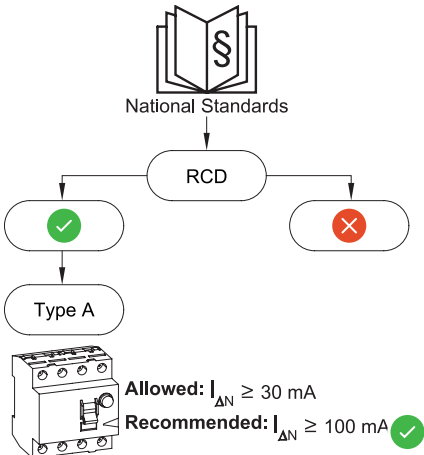 §
National Standards
RCD
Type A
Allowed: IΔN ≥ 30 mA
Recommended: IΔN ≥ 100 mA